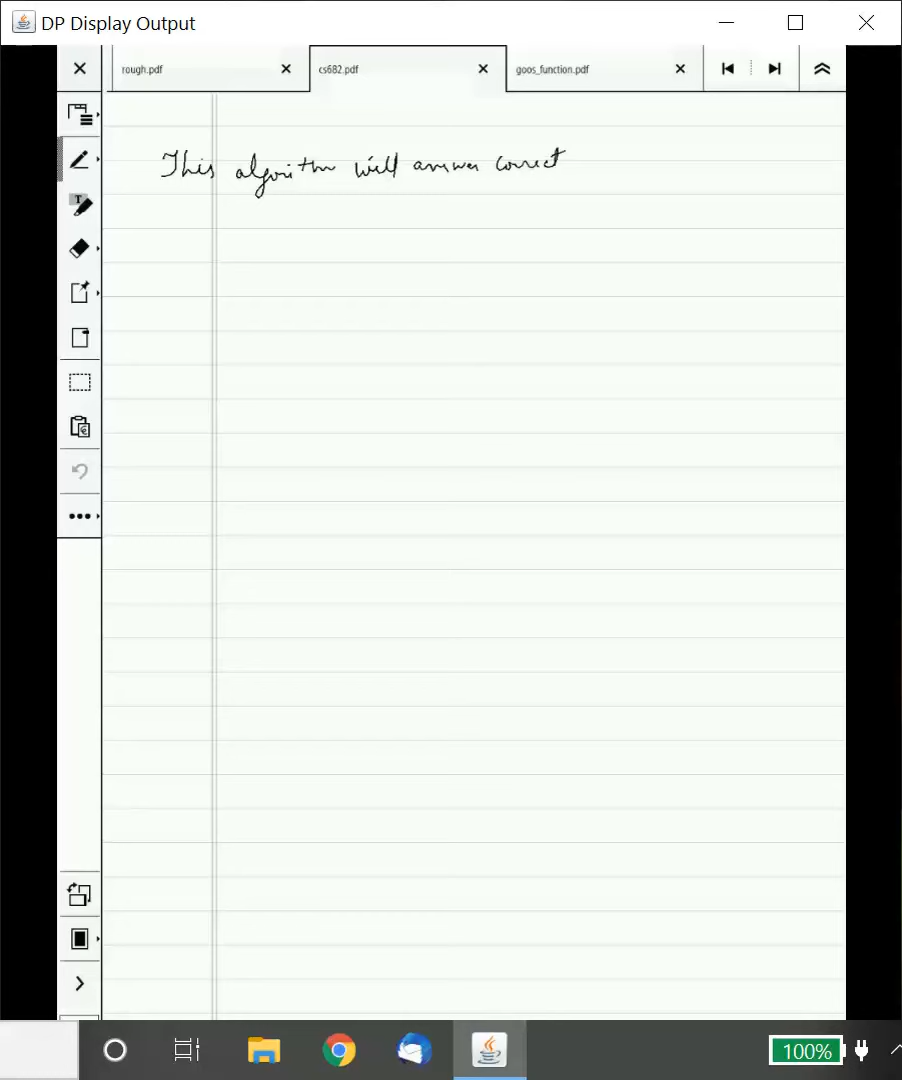 DP Display Output
rough.pdf
cs682.pdf
goos_function.pdf
This algorithm will answer correct
100%